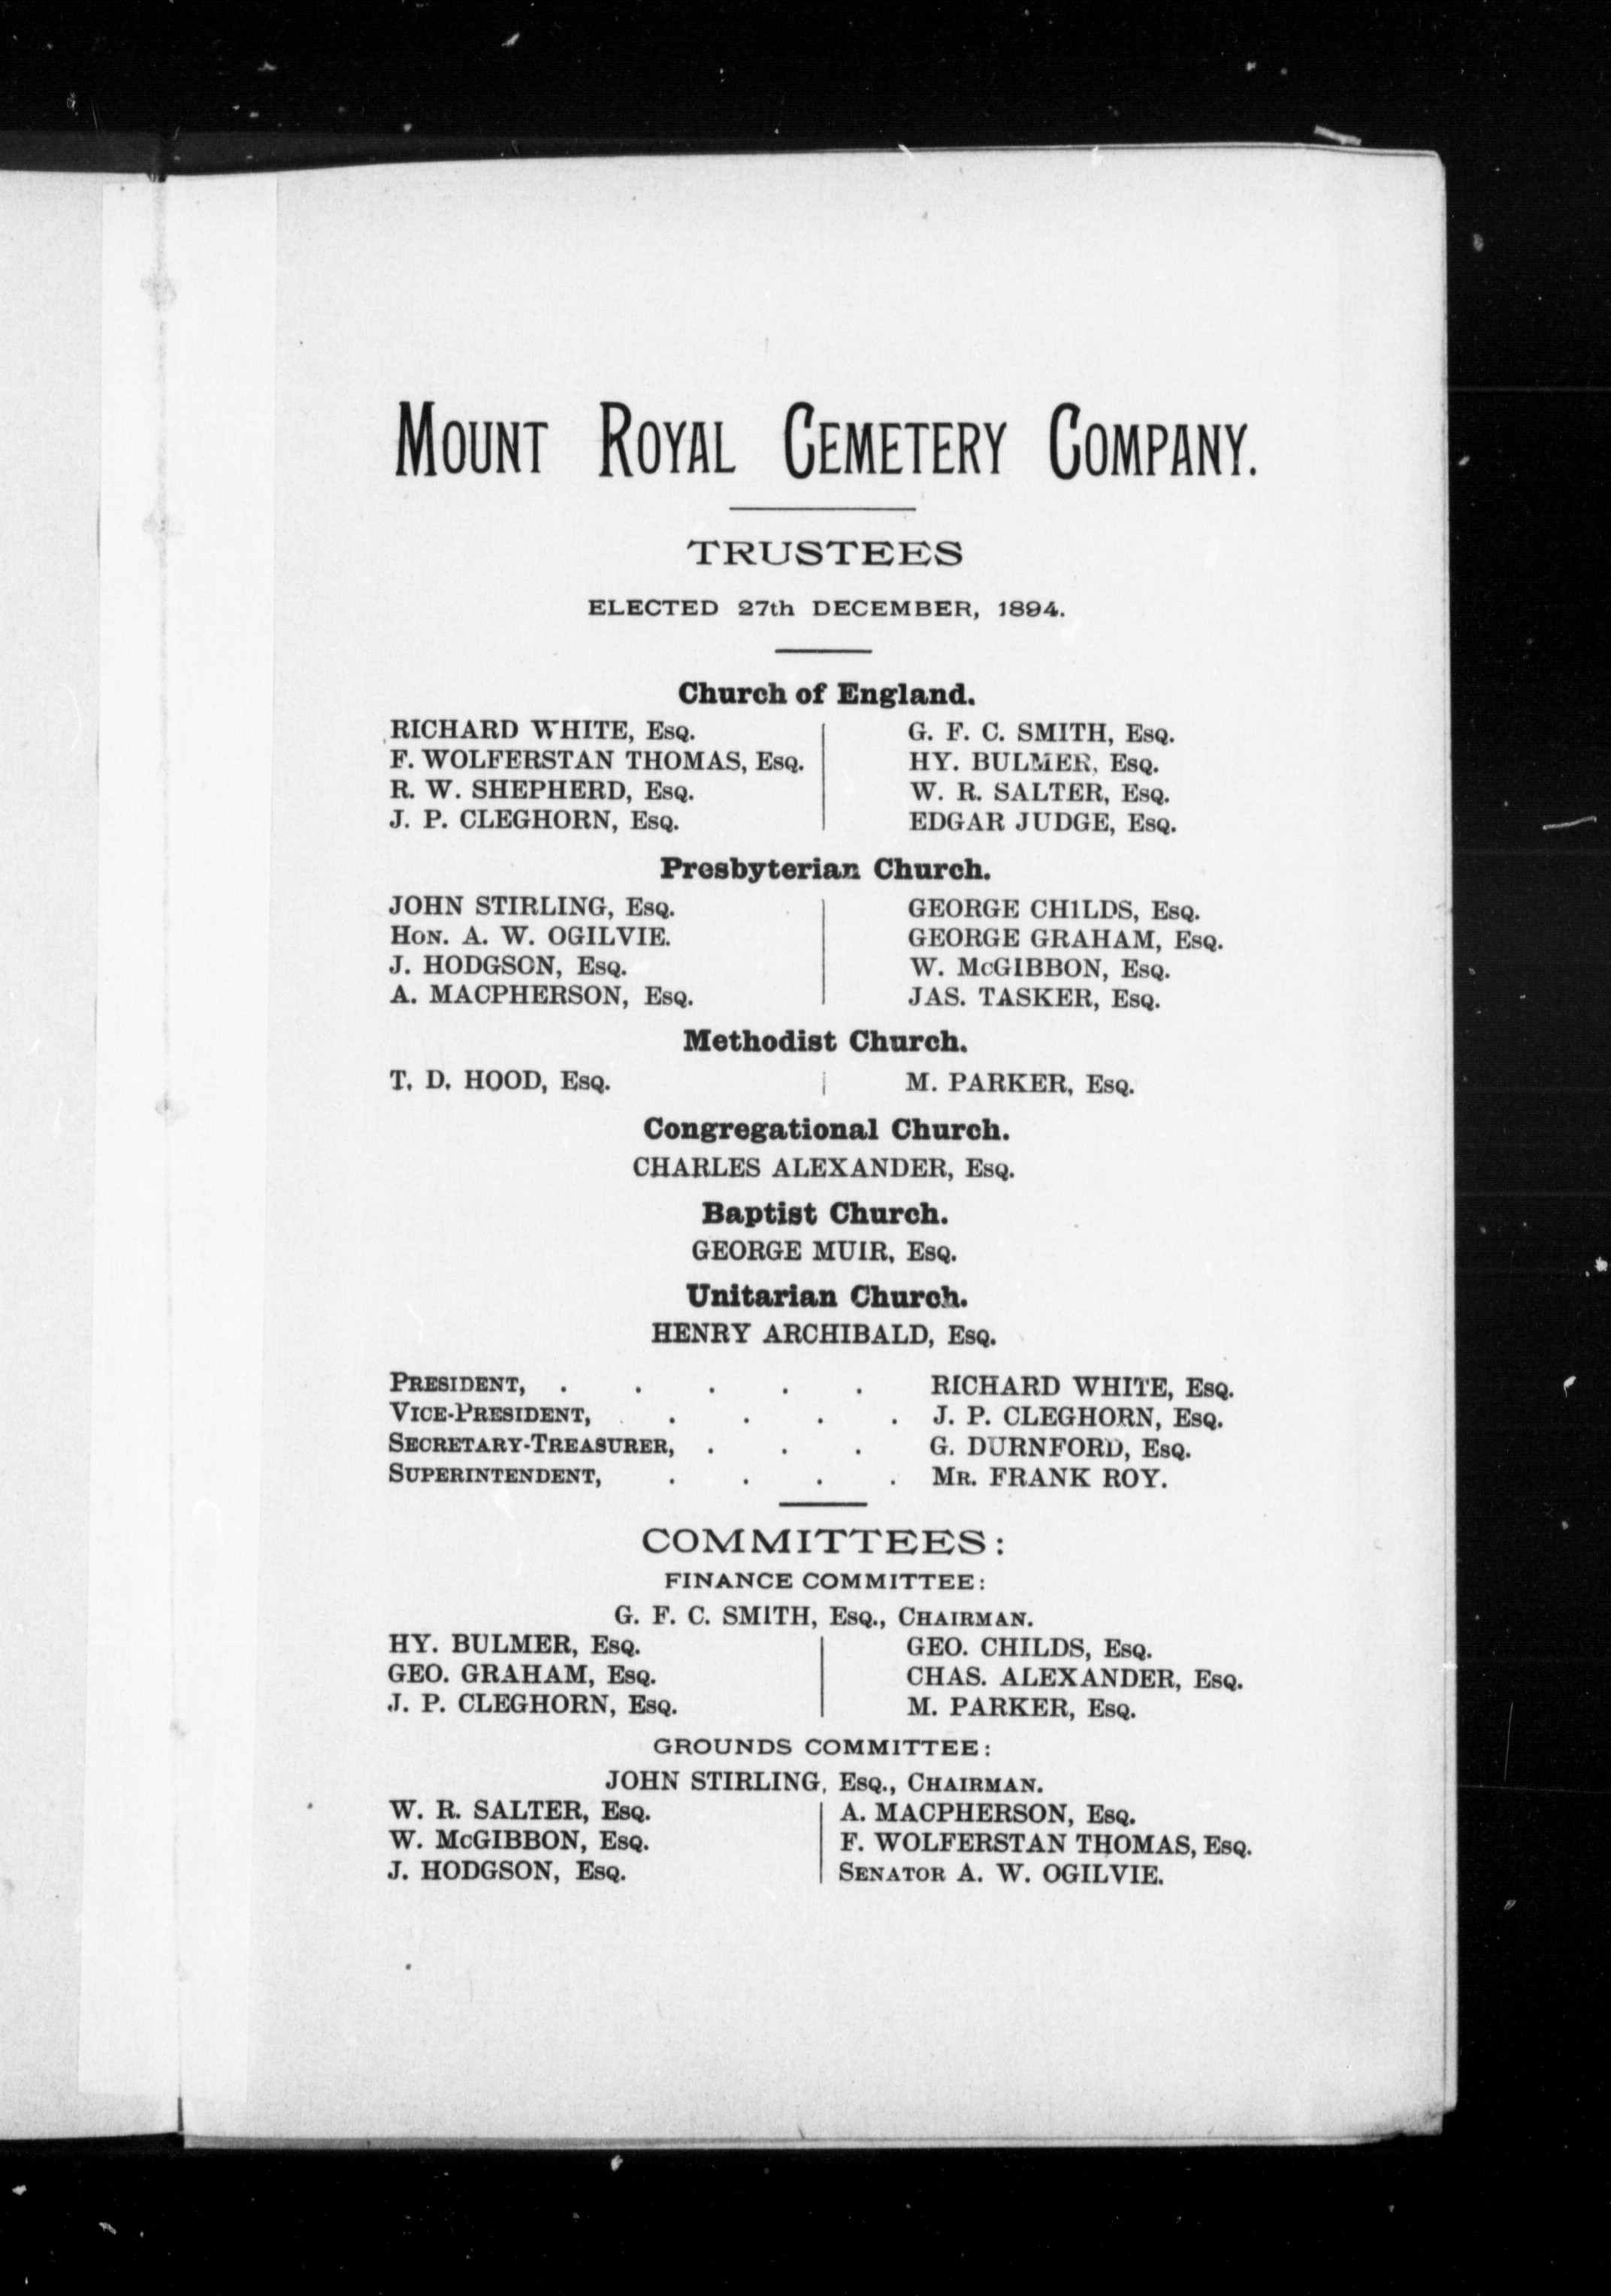 MOUNT ROYAL CEMETERY COMPANY.
TRUSTEES
ELECTED 27th DECEMBER, 1894.
Church of England.
RICHARD WHITE, ESQ.
F. WOLFERSTAN THOMAS, ESQ.
R. W. SHEPHERD, ESQ.
J. P. CLEGHORN, ESQ.
G. F. C. SMITH, ESQ.
HY. BULMER, ESQ.
W. R. SALTER, ESQ.
EDGAR JUDGE, ESQ.
Presbyterian Church.
JOHN STIRLING, ESQ.
HON. A. W. OGILVIE.
J. HODGSON, ESQ.
A. MACPHERSON, ESQ.
GEORGE CHILDS, ESQ.
GEORGE GRAHAM, ESQ.
W. McGIBBON, ESQ.
JAS. TASKER, ESQ.
Methodist Church.
T. D. HOOD, ESQ.
M. PARKER, ESQ.
Congregational Church.
CHARLES ALEXANDER, ESQ.
Baptist Church.
GEORGE MUIR, ESQ.
Unitarian Church.
HENRY ARCHIBALD, ESQ.
PRESIDENT, . . . . . RICHARD WHITE, ESQ.
VICE-PRESIDENT, . . . . . J. P. CLEGHORN, ESQ.
SECRETARY-TREASURER, . . . G. DURNFORD, ESQ.
SUPERINTENDENT, . . . . MR. FRANK ROY.
COMMITTEES:
FINANCE COMMITTEE:
G. F. C. SMITH, ESQ., CHAIRMAN.
HY. BULMER, ESQ.
GEO. GRAHAM, ESQ.
J. P. CLEGHORN, ESQ.
GEO. CHILDS, ESQ.
CHAS. ALEXANDER, ESQ.
M. PARKER, ESQ.
GROUNDS COMMITTEE:
JOHN STIRLING, ESQ., CHAIRMAN.
W. R. SALTER, ESQ.
W. McGIBBON, ESQ.
J. HODGSON, ESQ.
A. MACPHERSON, ESQ.
F. WOLFERSTAN THOMAS, ESQ.
SENATOR A. W. OGILVIE.